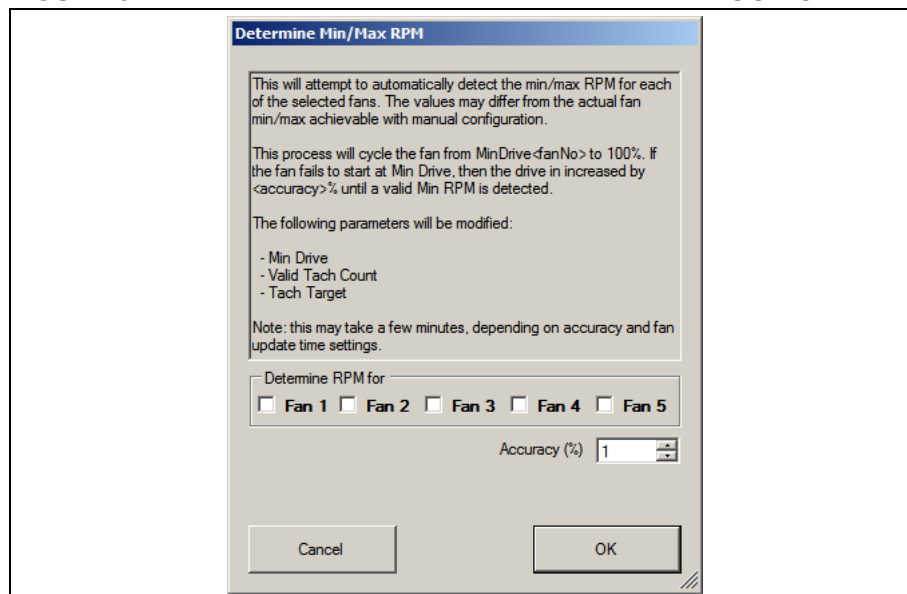 Determine Min/Max RPM
This will attempt to automatically detect the min/max RPM for each
of the selected fans. The values may differ from the actual fan
min/max achievable with manual configuration.
This process will cycle the fan from MinDrive<fanNo> to 100%. If
the fan fails to start at Min Drive, then the drive in increased by
<accuracy>% until a valid Min RPM is detected.
The following parameters will be modified:
- Min Drive
- Valid Tach Count
- Tach Target
Note: this may take a few minutes, depending on accuracy and fan
update time settings.
Determine RPM for
Fan 1 Fan 2 Fan 3 Fan 4 Fan 5
Accuracy (%) 1
Cancel OK